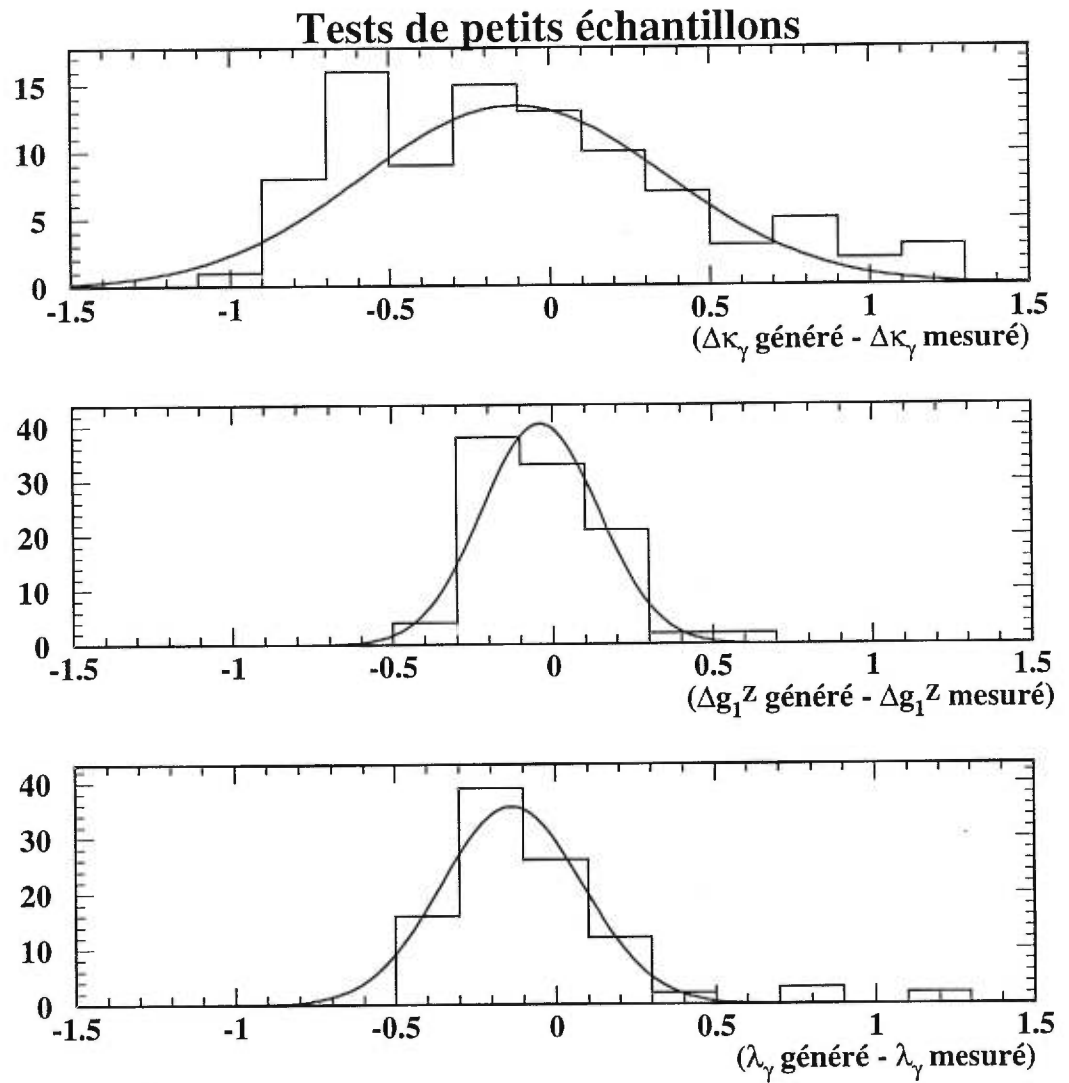 Tests de petits échantillons
15
10
5
0
-1.5 -1 -0.5 0 0.5 1 1.5
(Δκγ généré - Δκγ mesuré)
40
30
20
10
0
-1.5 -1 -0.5 0 0.5 1 1.5
(Δg₁ᶻ généré - Δg₁ᶻ mesuré)
40
30
20
10
0
-1.5 -1 -0.5 0 0.5 1 1.5
(λγ généré - λγ mesuré)